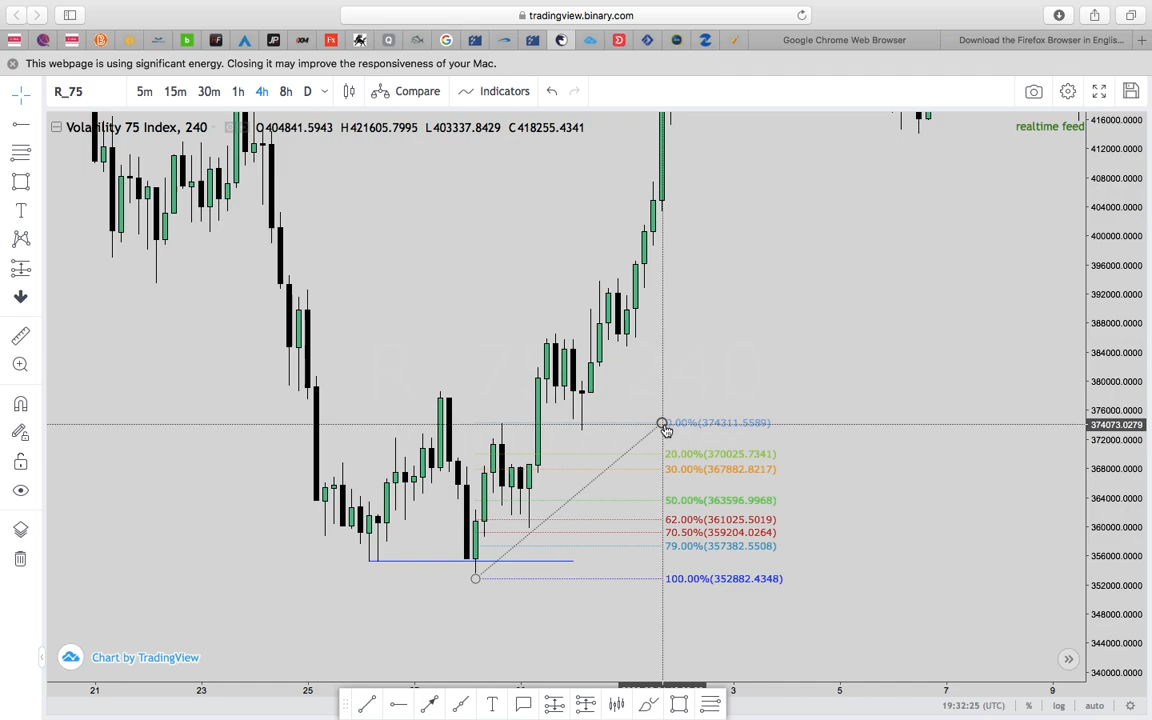 tradingview.binary.com
Google Chrome Web Browser
Download the Firefox Browser in Englis...
This webpage is using significant energy. Closing it may improve the responsiveness of your Mac.
R_75
5m 15m 30m 1h 4h 8h D
Compare
Indicators
Volatility 75 Index, 240
O404841.5943 H421605.7995 L403337.8429 C418255.4341
realtime feed
416000.0000
412000.0000
408000.0000
404000.0000
400000.0000
396000.0000
392000.0000
388000.0000
384000.0000
380000.0000
376000.0000
374073.0279
372000.0000
368000.0000
364000.0000
360000.0000
356000.0000
352000.0000
348000.0000
344000.0000
340000.0000
0.00%(374311.5589)
20.00%(370025.7341)
30.00%(367882.8217)
50.00%(363596.9968)
62.00%(361025.5019)
70.50%(359204.0264)
79.00%(357382.5508)
100.00%(352882.4348)
Chart by TradingView
21 23 25 3 5 7 9
19:32:25 (UTC) % log auto